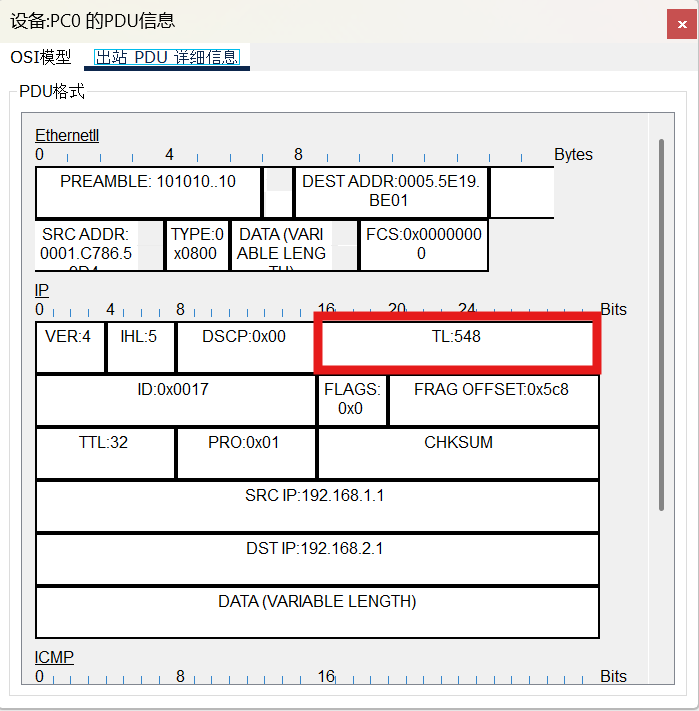 设备:PC0 的PDU信息
OSI模型 出站 PDU 详细信息
PDU格式
EthernetII
0 4 8 Bytes
PREAMBLE: 101010..10 DEST ADDR:0005.5E19.
BE01
SRC ADDR: TYPE:0 DATA (VARI FCS:0x0000000
0001.C786.5 x0800 ABLE LENG 0
TH)
IP
0 4 8 16 20 24 Bits
VER:4 IHL:5 DSCP:0x00 TL:548
ID:0x0017 FLAGS: FRAG OFFSET:0x5c8
0x0
TTL:32 PRO:0x01 CHKSUM
SRC IP:192.168.1.1
DST IP:192.168.2.1
DATA (VARIABLE LENGTH)
ICMP
0 8 16 Bits